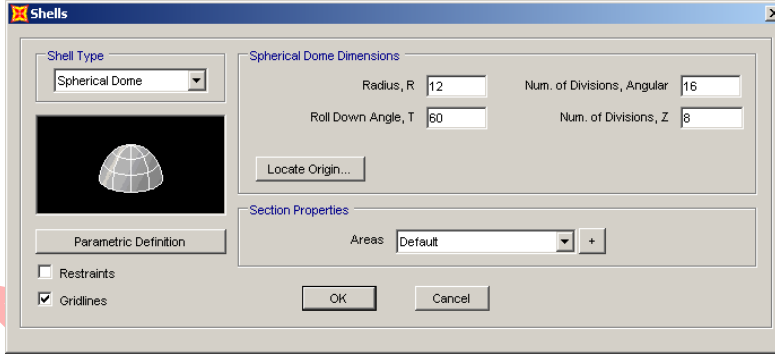 Shells
Shell Type
Spherical Dome
Spherical Dome Dimensions
Radius, R 12
Num. of Divisions, Angular 16
Roll Down Angle, T 60
Num. of Divisions, Z 8
Locate Origin...
Section Properties
Areas Default +
Parametric Definition
Restraints
Gridlines
OK
Cancel